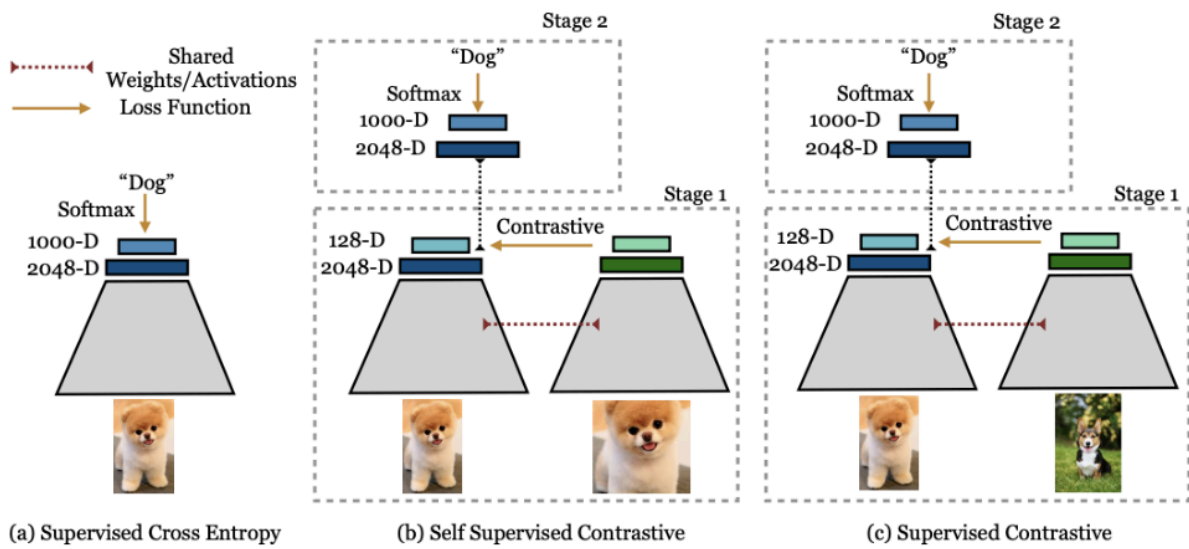 Shared
Weights/Activations
Loss Function
"Dog"
Softmax
1000-D
2048-D
(a) Supervised Cross Entropy
Stage 2
"Dog"
Softmax
1000-D
2048-D
Stage 1
Contrastive
128-D
2048-D
(b) Self Supervised Contrastive
Stage 2
"Dog"
Softmax
1000-D
2048-D
Stage 1
Contrastive
128-D
2048-D
(c) Supervised Contrastive